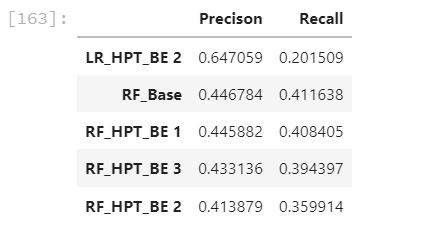 [163]:
Precison Recall
LR_HPT_BE 2 0.647059 0.201509
RF_Base 0.446784 0.411638
RF_HPT_BE 1 0.445882 0.408405
RF_HPT_BE 3 0.433136 0.394397
RF_HPT_BE 2 0.413879 0.359914